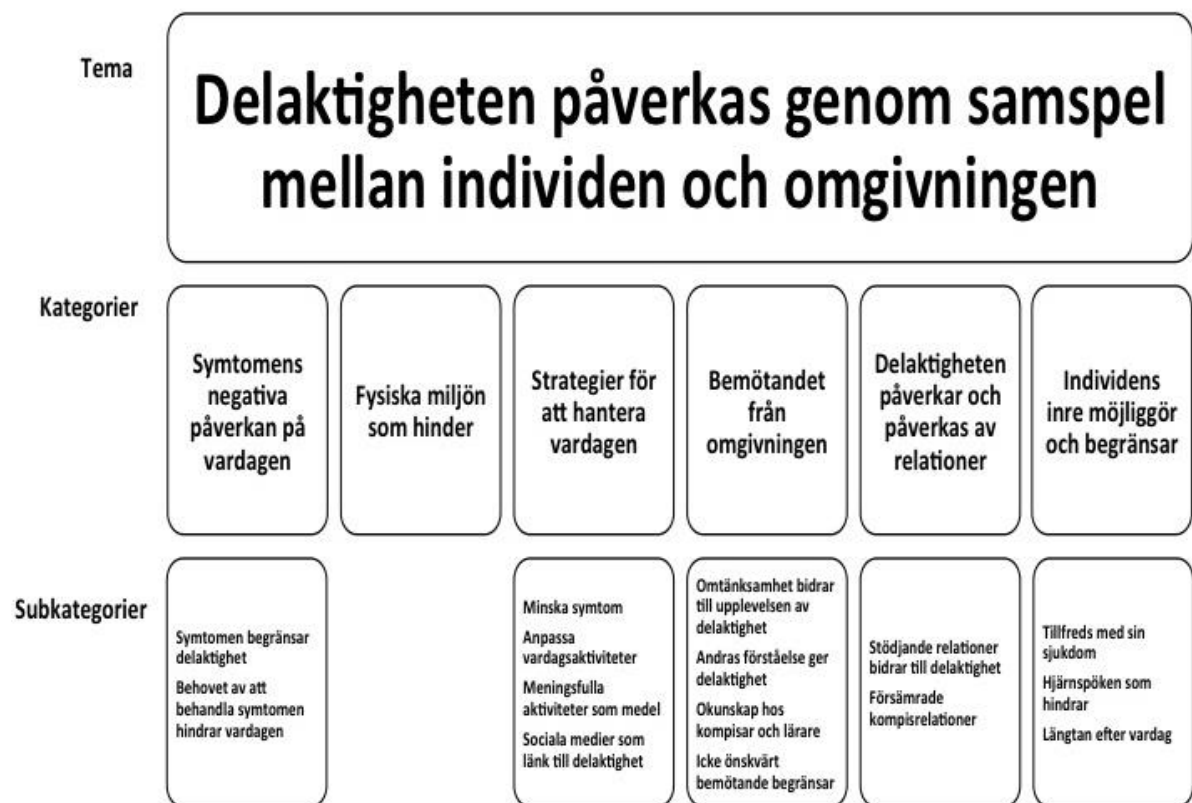 Tema
Delaktigheten påverkas genom samspel
mellan individen och omgivningen
Kategorier
Symtomens
negativa
påverkan på
vardagen
Fysiska miljön
som hinder
Strategier för
att hantera
vardagen
Bemötandet
från
omgivningen
Delaktigheten
påverkar och
påverkas av
relationer
Individens
inre möjliggör
och begränsar
Subkategorier
Symtomen begränsar
delaktighet
Behovet av att
behandla symtomen
hindrar vardagen
Minska symtom
Anpassa
vardagsaktiviteter
Meningsfulla
aktiviteter som medel
Sociala medier som
länk till delaktighet
Omtänksamhet bidrar
till upplevelsen av
delaktighet
Andras förståelse ger
delaktighet
Okunskap hos
kompisar och lärare
Icke önskvärt
bemötande begränsar
Stödjande relationer
bidrar till delaktighet
Försämrade
kompisrelationer
Tillfreds med sin
sjukdom
Hjärnspöken som
hindrar
Längtan efter vardag